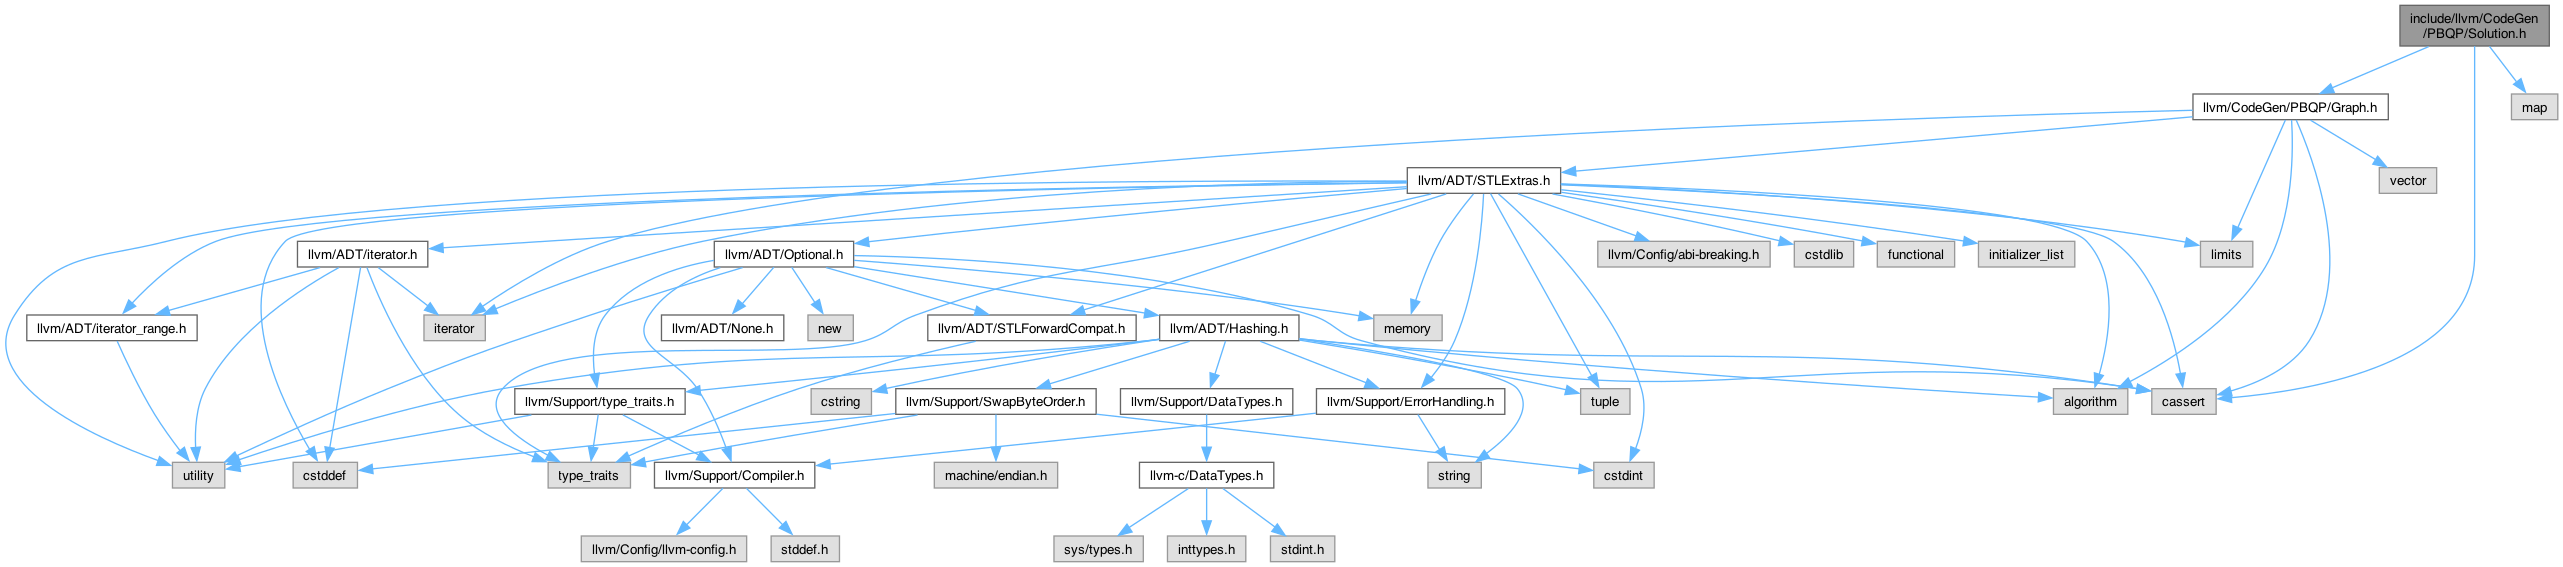 include/llvm/CodeGen
/PBQP/Solution.h
llvm/CodeGen/PBQP/Graph.h
map
llvm/ADT/STLExtras.h
vector
llvm/ADT/iterator.h
llvm/ADT/Optional.h
llvm/Config/abi-breaking.h
cstdlib
functional
initializer_list
limits
llvm/ADT/iterator_range.h
iterator
llvm/ADT/None.h
new
llvm/ADT/STLForwardCompat.h
llvm/ADT/Hashing.h
memory
llvm/Support/type_traits.h
cstring
llvm/Support/SwapByteOrder.h
llvm/Support/DataTypes.h
llvm/Support/ErrorHandling.h
tuple
algorithm
cassert
utility
cstddef
type_traits
llvm/Support/Compiler.h
machine/endian.h
llvm-c/DataTypes.h
string
cstdint
llvm/Config/llvm-config.h
stddef.h
sys/types.h
inttypes.h
stdint.h